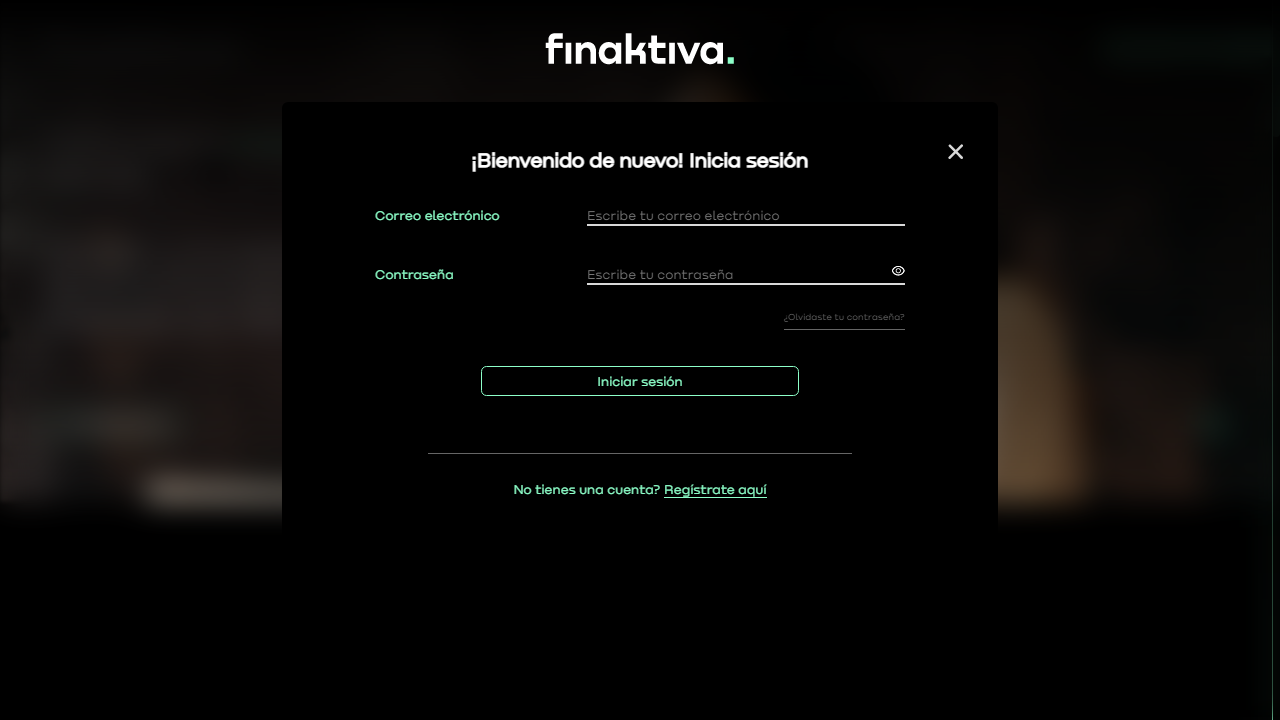 finaktiva.
¡Bienvenido de nuevo! Inicia sesión
Correo electrónico
Escribe tu correo electrónico
Contraseña
Escribe tu contraseña
¿Olvidaste tu contraseña?
Iniciar sesión
No tienes una cuenta? Regístrate aquí